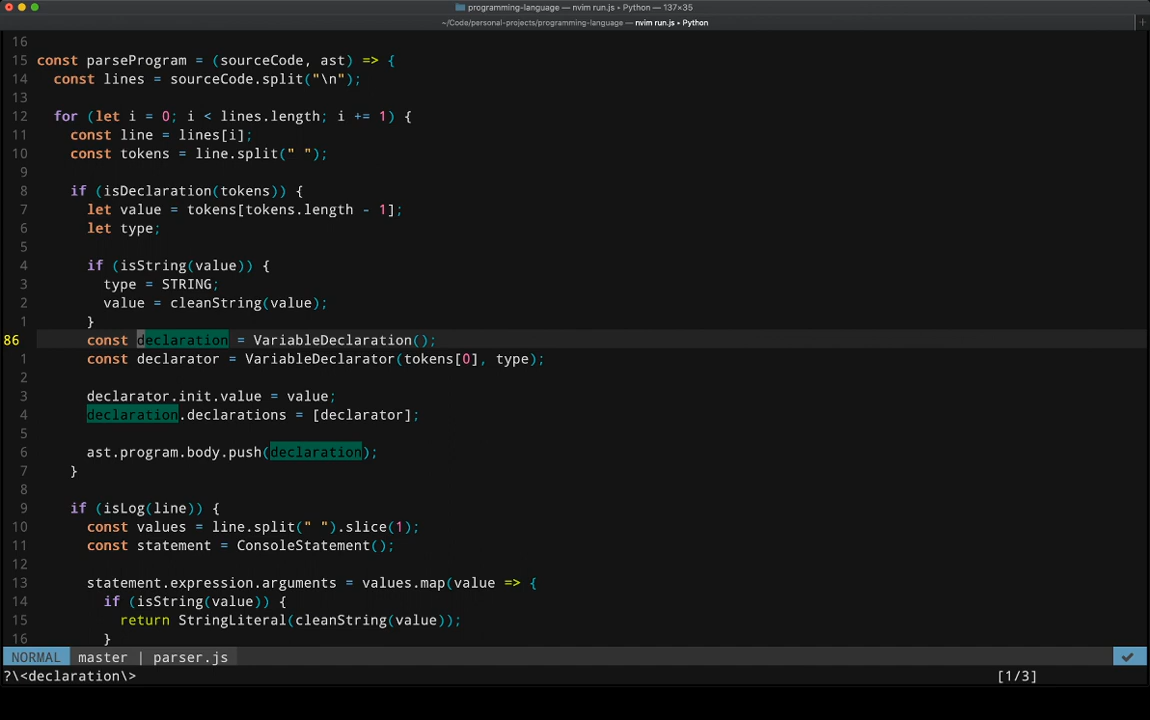 programming-language — nvim run.js • Python — 137×35
~/Code/personal-projects/programming-language — nvim run.js • Python +
16
15 const parseProgram = (sourceCode, ast) => {
14 const lines = sourceCode.split("\n");
13
12 for (let i = 0; i < lines.length; i += 1) {
11 const line = lines[i];
10 const tokens = line.split(" ");
9
8 if (isDeclaration(tokens)) {
7 let value = tokens[tokens.length - 1];
6 let type;
5
4 if (isString(value)) {
3 type = STRING;
2 value = cleanString(value);
1 }
86 const declaration = VariableDeclaration();
1 const declarator = VariableDeclarator(tokens[0], type);
2
3 declarator.init.value = value;
4 declaration.declarations = [declarator];
5
6 ast.program.body.push(declaration);
7 }
8
9 if (isLog(line)) {
10 const values = line.split(" ").slice(1);
11 const statement = ConsoleStatement();
12
13 statement.expression.arguments = values.map(value => {
14 if (isString(value)) {
15 return StringLiteral(cleanString(value));
16 }
NORMAL master | parser.js ✔
?\<declaration\> [1/3]